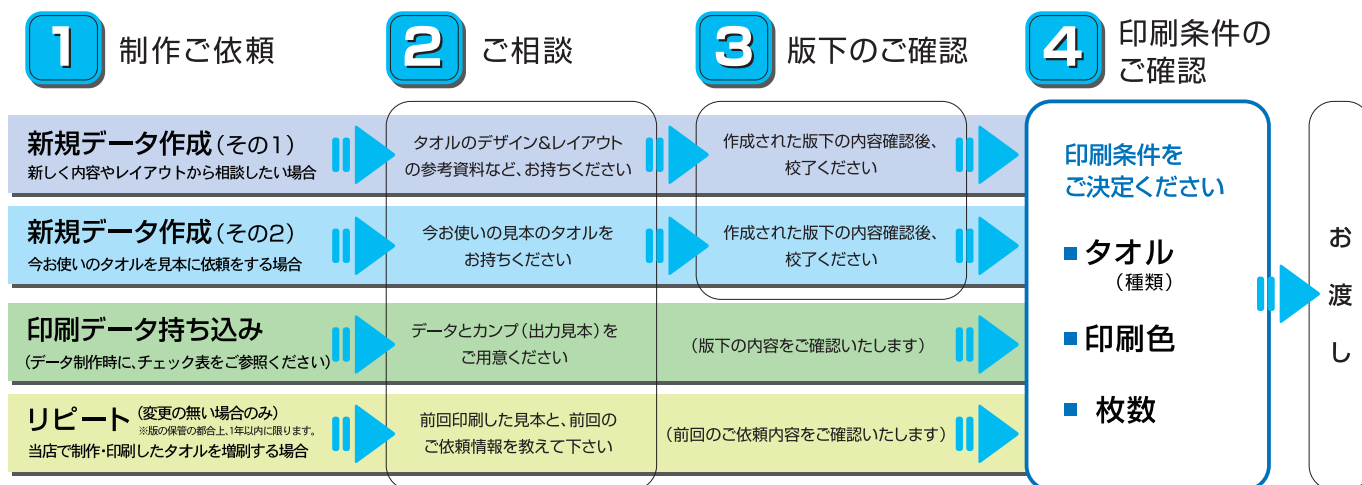 1 制作ご依頼
2 ご相談
3 版下のご確認
4 印刷条件の
ご確認
新規データ作成(その1)
新しく内容やレイアウトから相談したい場合
タオルのデザイン&レイアウト
の参考資料など、お持ちください
作成された版下の内容確認後、
校了ください
新規データ作成(その2)
今お使いのタオルを見本に依頼をする場合
今お使いの見本のタオルを
お持ちください
作成された版下の内容確認後、
校了ください
印刷データ持ち込み
(データ制作時に、チェック表をご参照ください)
データとカンプ(出力見本)を
ご用意ください
(版下の内容をご確認いたします)
リピート(変更の無い場合のみ)
※版の保管の都合上、1年以内に限ります。
当店で制作・印刷したタオルを増刷する場合
前回印刷した見本と、前回の
ご依頼情報を教えて下さい
(前回のご依頼内容をご確認いたします)
印刷条件を
ご決定ください
■タオル
(種類)
■印刷色
■枚数
お渡し